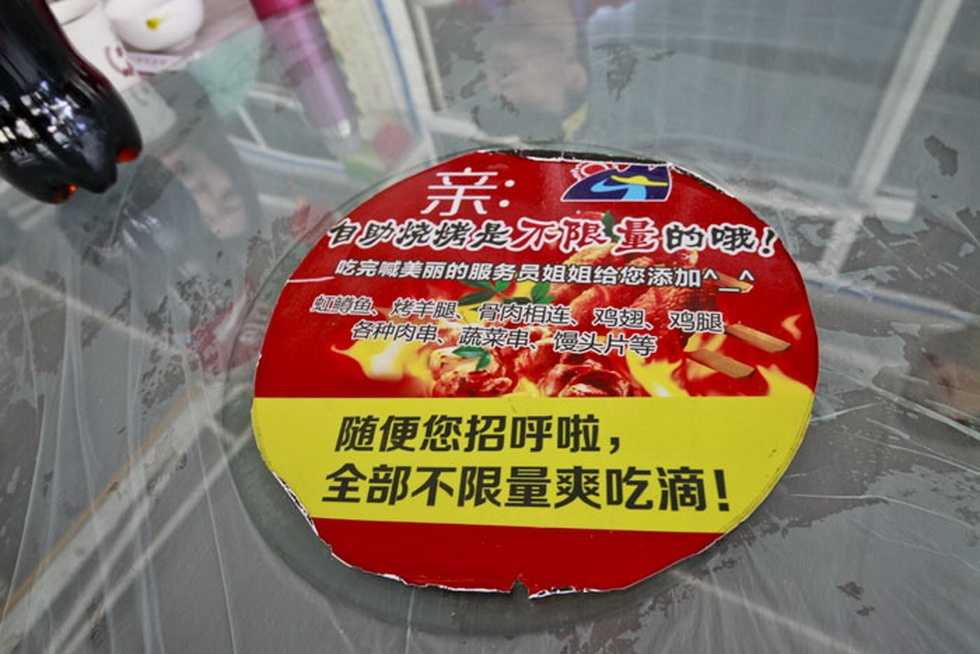 亲:
自助烧烤是不限量的哦!
吃完喊美丽的服务员姐姐给您添加^_^
虹鳟鱼、烤羊腿、骨肉相连、鸡翅、鸡腿
各种肉串、蔬菜串、馒头片等
随便您招呼啦,
全部不限量爽吃滴!